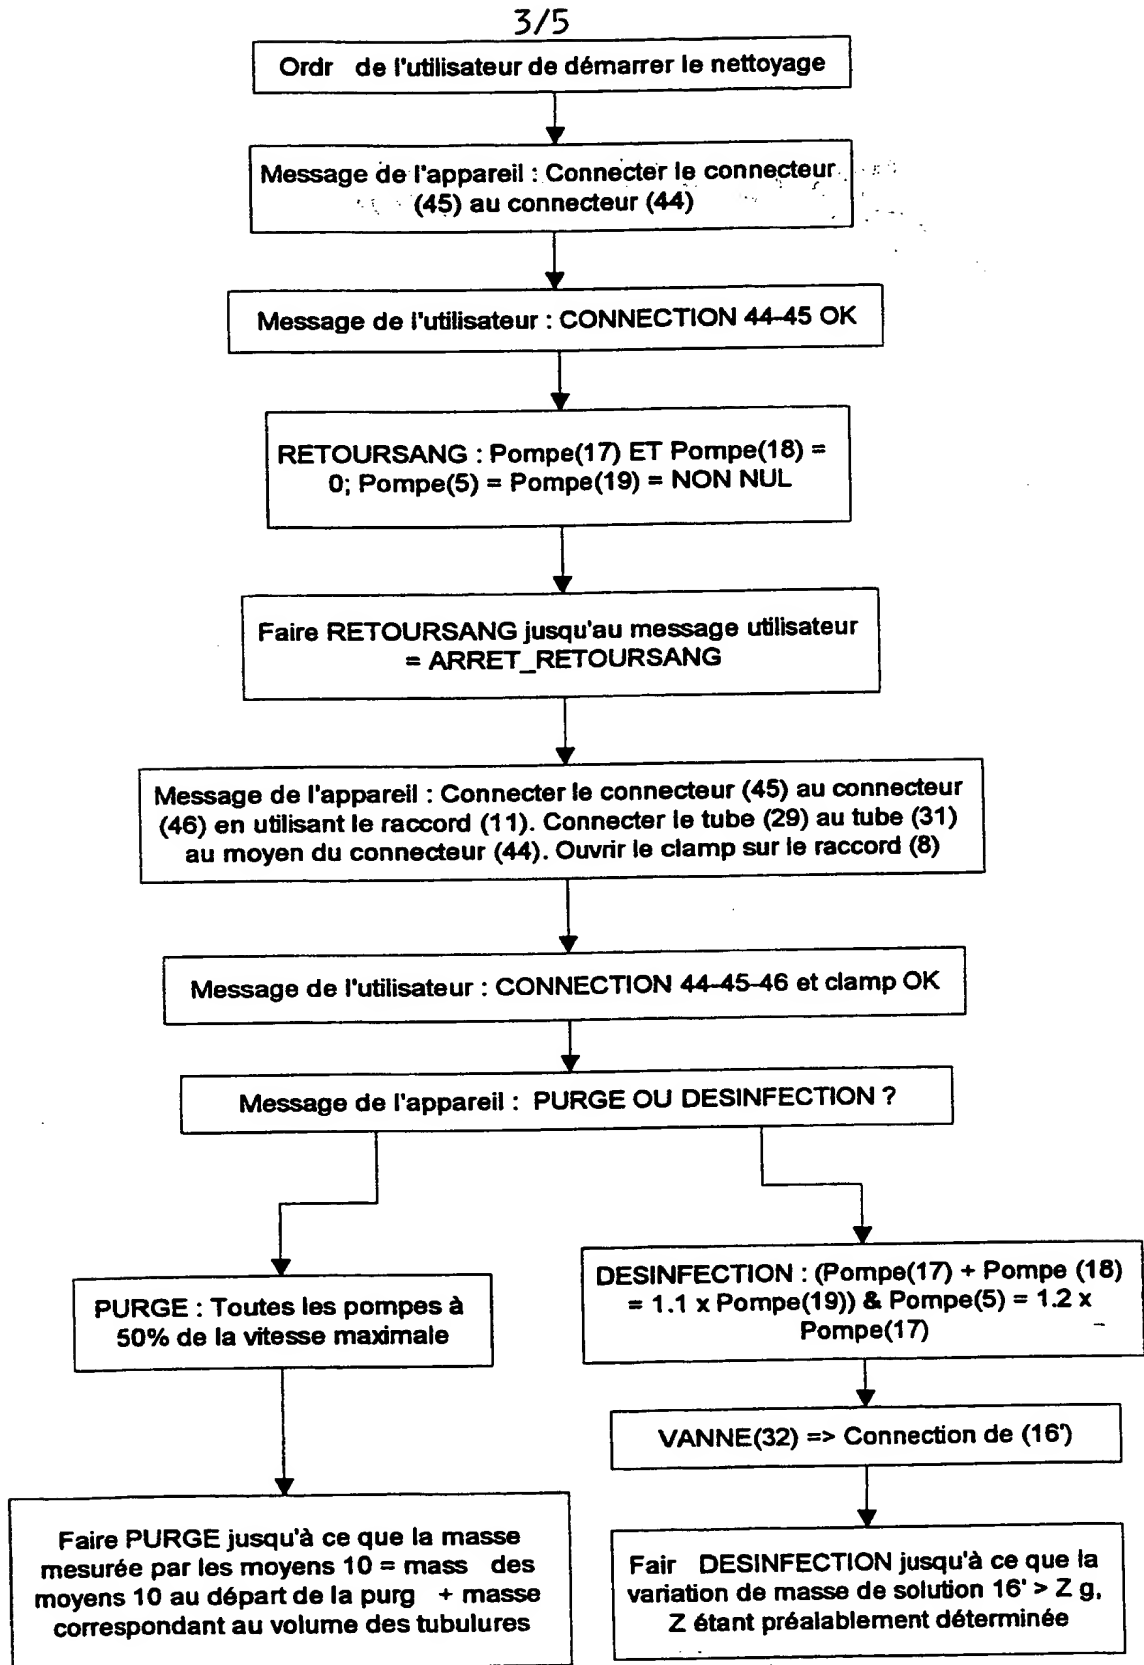 3/5
Ordr de l'utilisateur de démarrer le nettoyage
Message de l'appareil : Connecter le connecteur
(45) au connecteur (44)
Message de l'utilisateur : CONNECTION 44-45 OK
RETOURSANG : Pompe(17) ET Pompe(18) =
0; Pompe(5) = Pompe(19) = NON NUL
Faire RETOURSANG jusqu'au message utilisateur
= ARRET_RETOURSANG
Message de l'appareil : Connecter le connecteur (45) au connecteur
(46) en utilisant le raccord (11). Connecter le tube (29) au tube (31)
au moyen du connecteur (44). Ouvrir le clamp sur le raccord (8)
Message de l'utilisateur : CONNECTION 44-45-46 et clamp OK
Message de l'appareil : PURGE OU DESINFECTION ?
PURGE : Toutes les pompes à
50% de la vitesse maximale
Faire PURGE jusqu'à ce que la masse
mesurée par les moyens 10 = mass des
moyens 10 au départ de la purg + masse
correspondant au volume des tubulures
DESINFECTION : (Pompe(17) + Pompe (18)
= 1.1 x Pompe(19)) & Pompe(5) = 1.2 x
Pompe(17)
VANNE(32) => Connection de (16')
Fair DESINFECTION jusqu'à ce que la
variation de masse de solution 16' > Z g,
Z étant préalablement déterminée